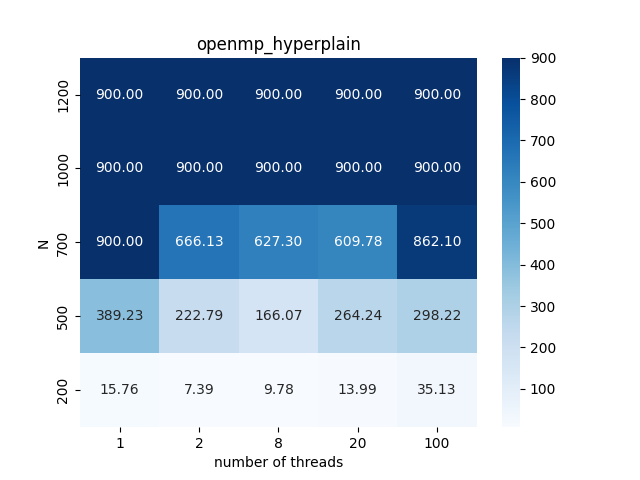 openmp_hyperplain
1200 900.00 900.00 900.00 900.00 900.00
1000 900.00 900.00 900.00 900.00 900.00
700 900.00 666.13 627.30 609.78 862.10
500 389.23 222.79 166.07 264.24 298.22
200 15.76 7.39 9.78 13.99 35.13
N
1 2 8 20 100
number of threads
900
800
700
600
500
400
300
200
100